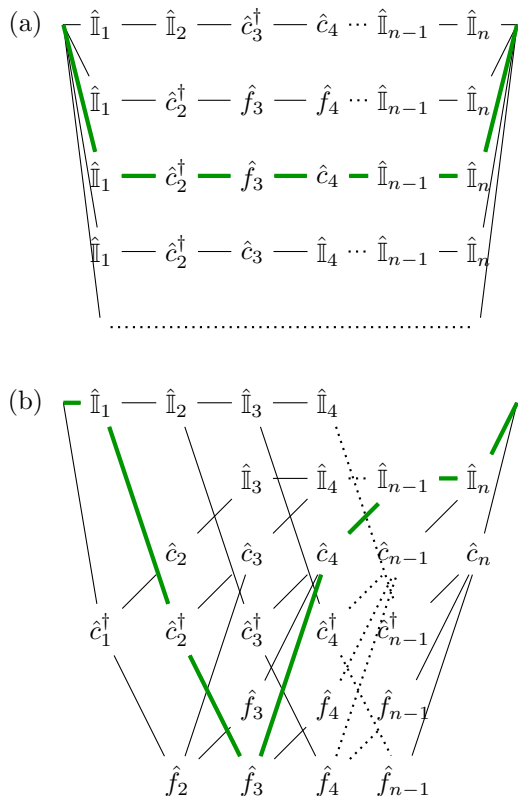 (a) 𝕀̂₁ 𝕀̂₂ ĉ₃† ĉ₄ ⋯ 𝕀̂ₙ₋₁ 𝕀̂ₙ
𝕀̂₁ ĉ₂† f̂₃ f̂₄ ⋯ 𝕀̂ₙ₋₁ 𝕀̂ₙ
𝕀̂₁ ĉ₂† f̂₃ ĉ₄ 𝕀̂ₙ₋₁ 𝕀̂ₙ
𝕀̂₁ ĉ₂† ĉ₃ 𝕀̂₄ ⋯ 𝕀̂ₙ₋₁ 𝕀̂ₙ
(b) 𝕀̂₁ 𝕀̂₂ 𝕀̂₃ 𝕀̂₄
𝕀̂₃ 𝕀̂₄ ⋯ 𝕀̂ₙ₋₁ 𝕀̂ₙ
ĉ₂ ĉ₃ ĉ₄ ĉₙ₋₁ ĉₙ
ĉ₁† ĉ₂† ĉ₃† ĉ₄† ĉ†ₙ₋₁
f̂₃ f̂₄ f̂ₙ₋₁
f̂₂ f̂₃ f̂₄ f̂ₙ₋₁